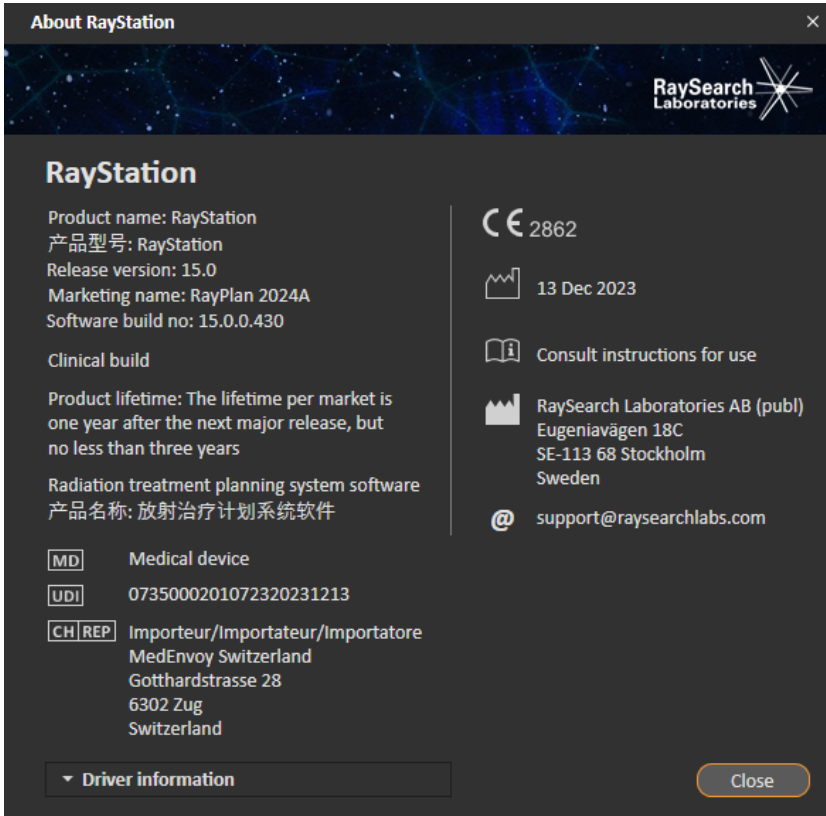 About RayStation
RaySearch
Laboratories
RayStation
Product name: RayStation
产品型号: RayStation
Release version: 15.0
Marketing name: RayPlan 2024A
Software build no: 15.0.0.430
Clinical build
Product lifetime: The lifetime per market is
one year after the next major release, but
no less than three years
Radiation treatment planning system software
产品名称: 放射治疗计划系统软件
MD Medical device
UDI 0735000201072320231213
CH REP Importeur/Importateur/Importatore
MedEnvoy Switzerland
Gotthardstrasse 28
6302 Zug
Switzerland
CE 2862
13 Dec 2023
Consult instructions for use
RaySearch Laboratories AB (publ)
Eugeniavägen 18C
SE-113 68 Stockholm
Sweden
@ support@raysearchlabs.com
Driver information
Close